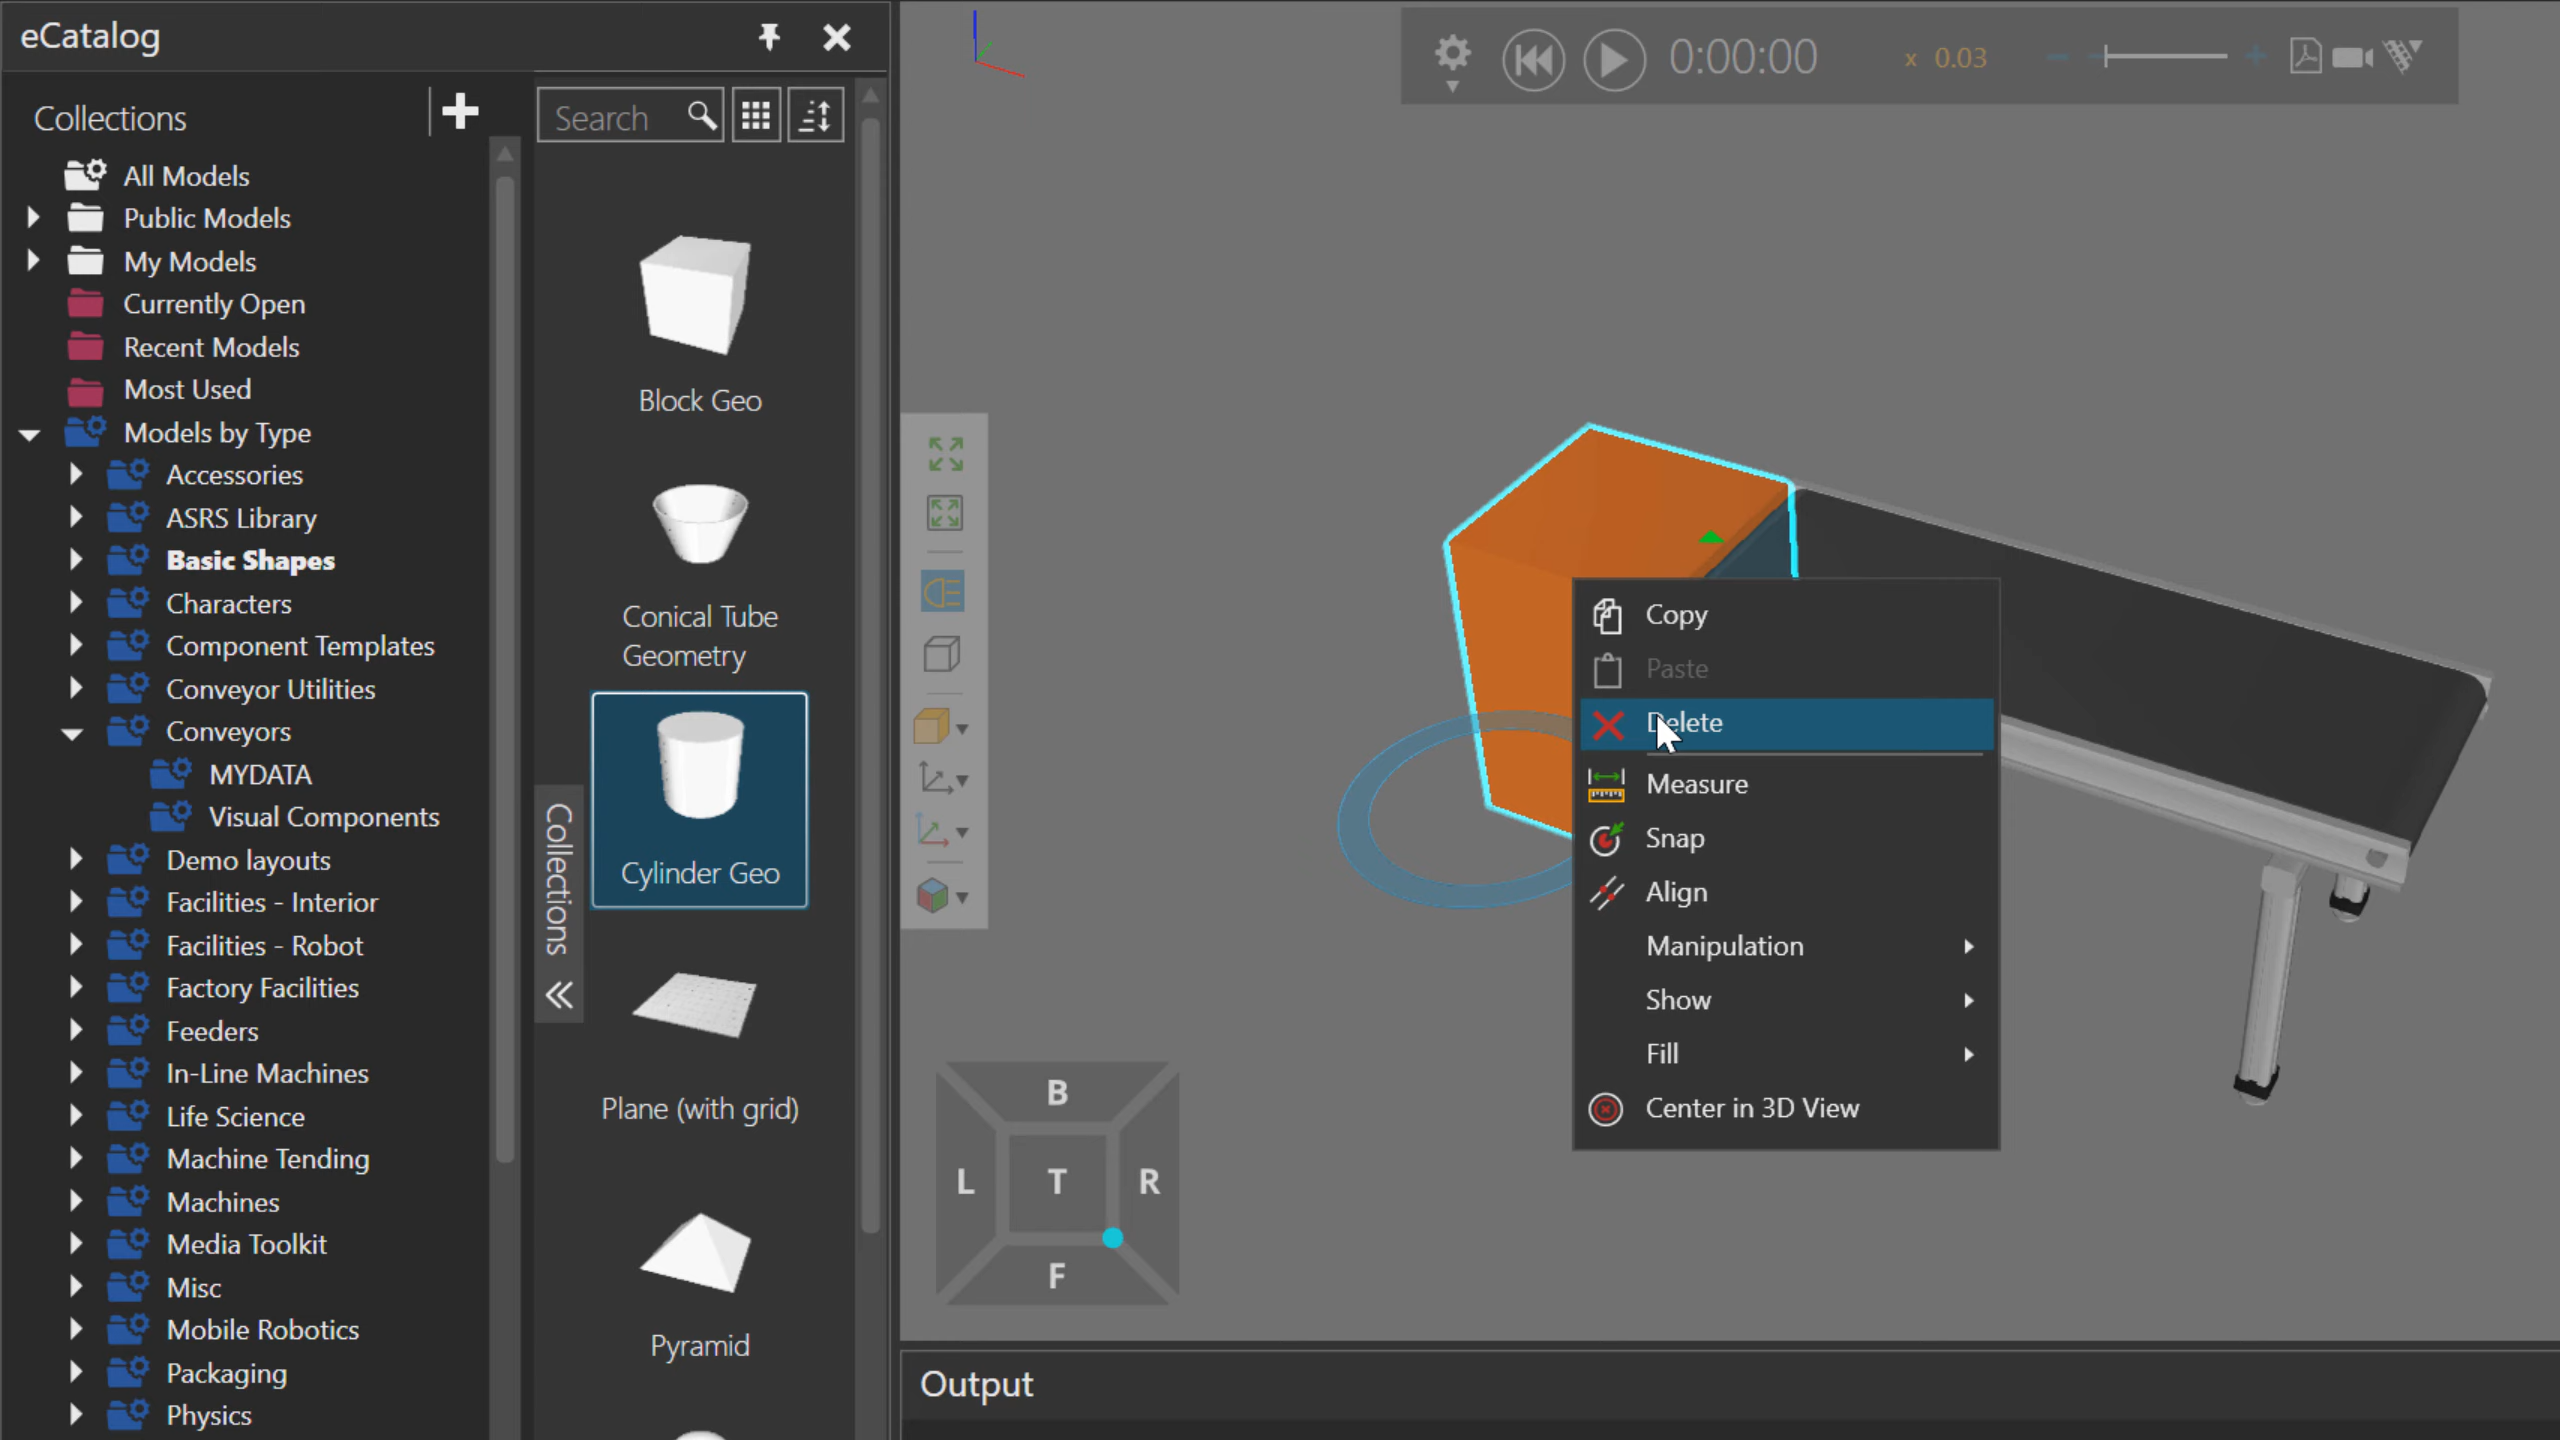 eCatalog
Collections
All Models
Public Models
My Models
Currently Open
Recent Models
Most Used
Models by Type
Accessories
ASRS Library
Basic Shapes
Characters
Component Templates
Conveyor Utilities
Conveyors
MYDATA
Visual Components
Demo layouts
Facilities - Interior
Facilities - Robot
Factory Facilities
Feeders
In-Line Machines
Life Science
Machine Tending
Machines
Media Toolkit
Misc
Mobile Robotics
Packaging
Physics
Search
Block Geo
Conical Tube
Geometry
Cylinder Geo
Plane (with grid)
Pyramid
Collections
0:00:00
x 0.03
Copy
Paste
Delete
Measure
Snap
Align
Manipulation
Show
Fill
Center in 3D View
B
L T R
F
Output